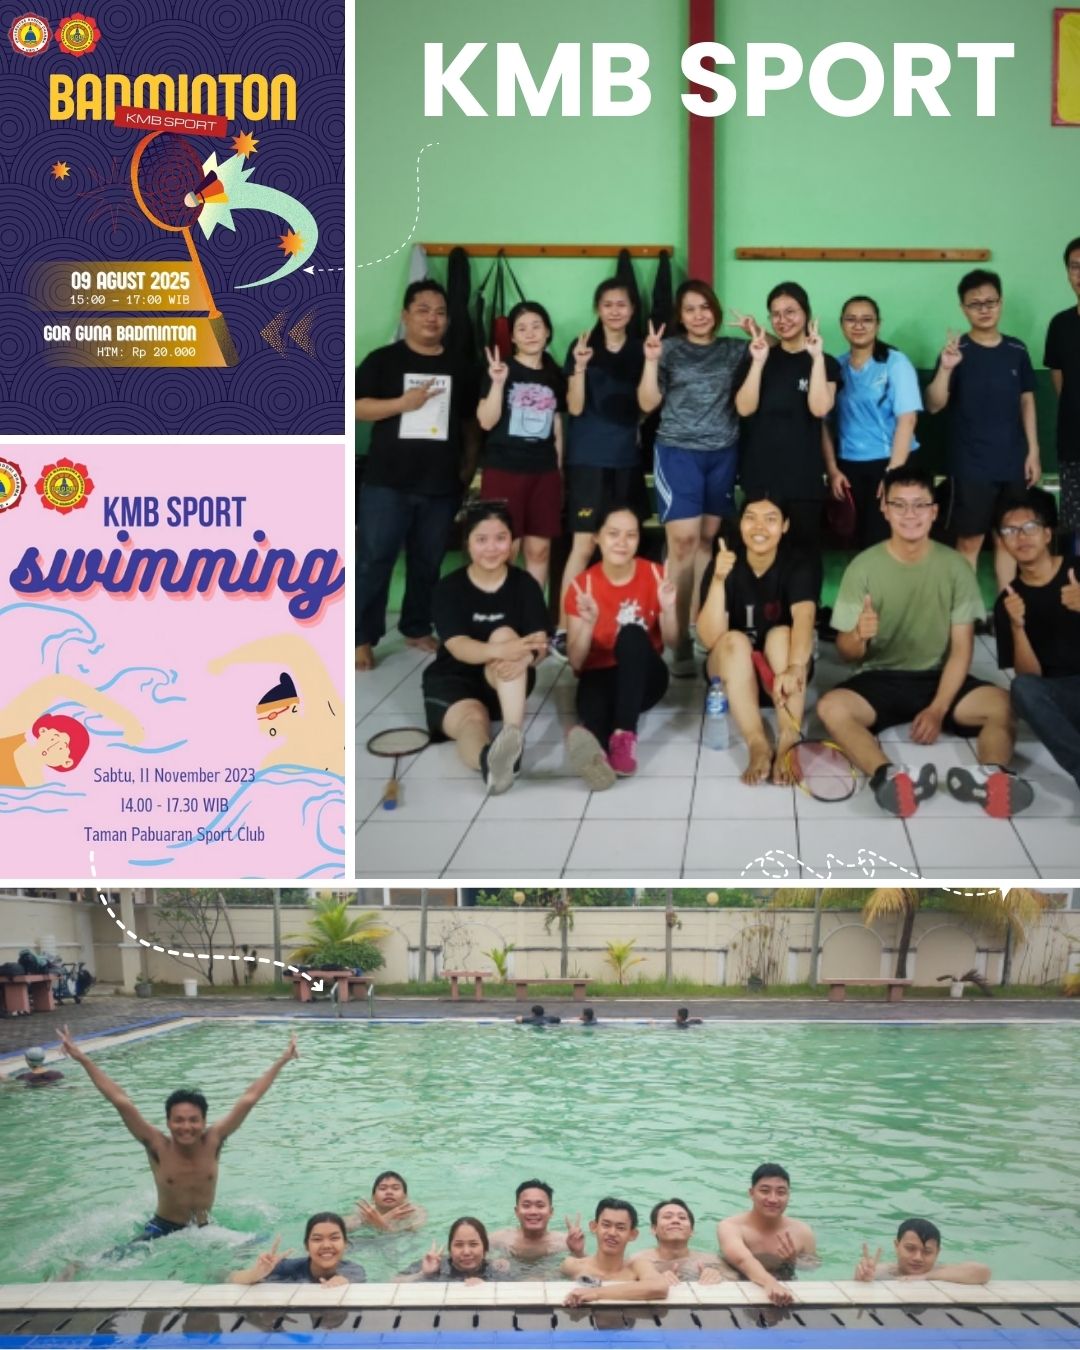 BADMINTON
KMB SPORT
09 AGUST 2025
15:00 – 17:00 WIB
GOR GUNA BADMINTON
HTM: Rp 20.000
KMB SPORT
KMB SPORT
swimming
Sabtu, 11 November 2023
14.00 - 17.30 WIB
Taman Pabuaran Sport Club